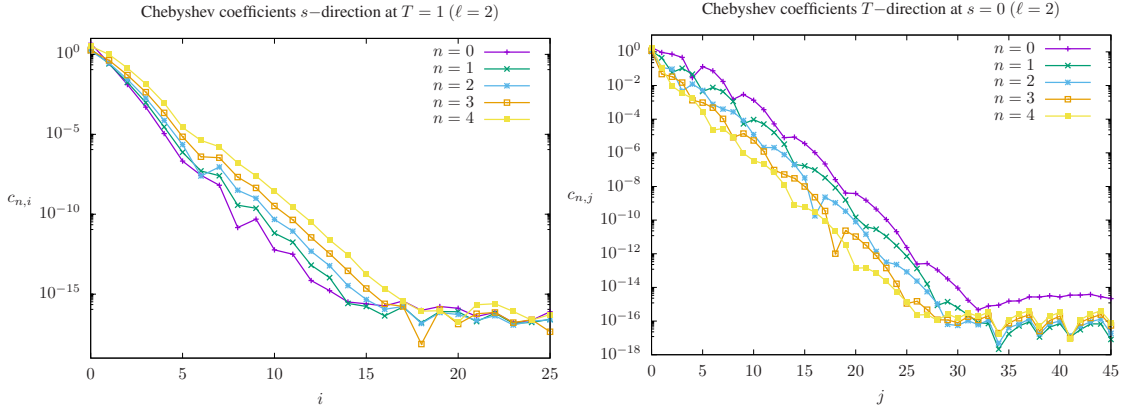 Chebyshev coefficients s−direction at T = 1 (ℓ = 2)
10^0
10^{-5}
10^{-10}
10^{-15}
c_{n,i}
n = 0
n = 1
n = 2
n = 3
n = 4
0 5 10 15 20 25
i
Chebyshev coefficients T−direction at s = 0 (ℓ = 2)
10^0
10^{-2}
10^{-4}
10^{-6}
10^{-8}
10^{-10}
10^{-12}
10^{-14}
10^{-16}
10^{-18}
c_{n,j}
n = 0
n = 1
n = 2
n = 3
n = 4
0 5 10 15 20 25 30 35 40 45
j